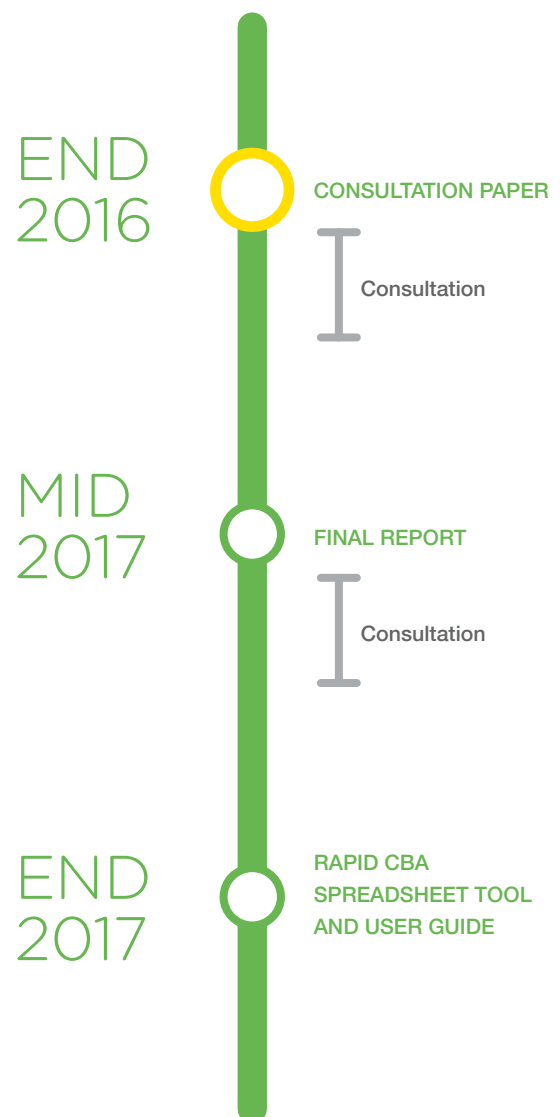 END
2016
CONSULTATION PAPER
Consultation
MID
2017
FINAL REPORT
Consultation
END
2017
RAPID CBA
SPREADSHEET TOOL
AND USER GUIDE